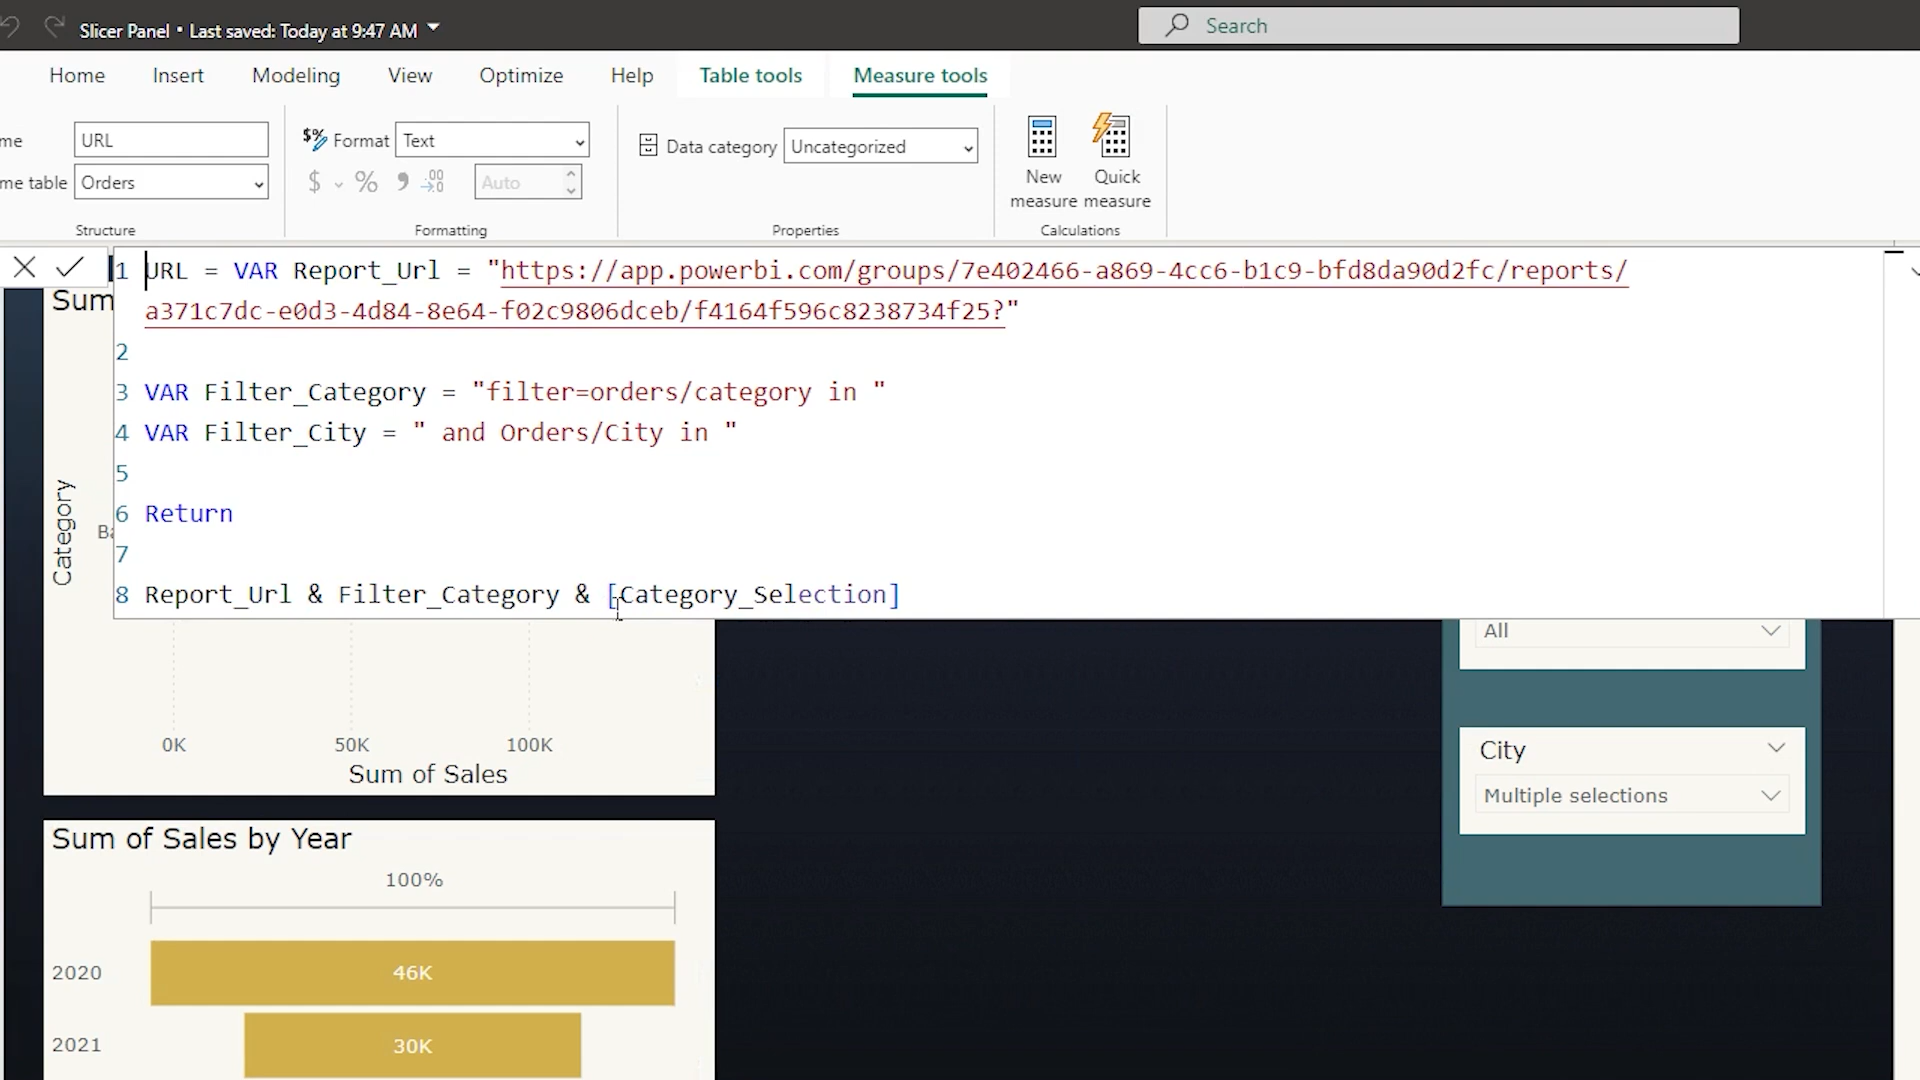 Slicer Panel • Last saved: Today at 9:47 AM
Search
Home Insert Modeling View Optimize Help Table tools Measure tools
me URL
me table Orders
Structure
$% Format Text
$ % Auto
Formatting
Data category Uncategorized
Properties
New measure
Quick measure
Calculations
1 URL = VAR Report_Url = "https://app.powerbi.com/groups/7e402466-a869-4cc6-b1c9-bfd8da90d2fc/reports/
a371c7dc-e0d3-4d84-8e64-f02c9806dceb/f4164f596c8238734f25?"
2
3 VAR Filter_Category = "filter=orders/category in "
4 VAR Filter_City = " and Orders/City in "
5
6 Return
7
8 Report_Url & Filter_Category & [Category_Selection]
Sum
Category
Ba
0K 50K 100K
Sum of Sales
All
City
Multiple selections
Sum of Sales by Year
100%
2020 46K
2021 30K